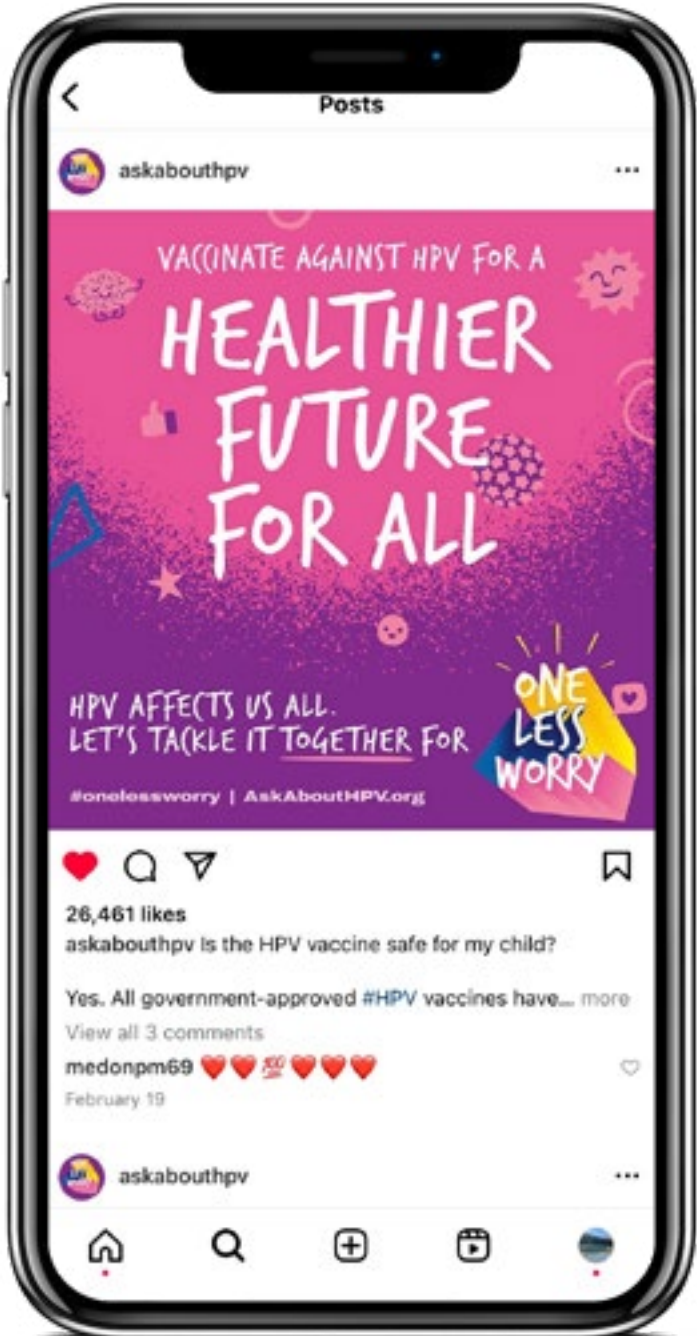 Posts
askabouthpv
VACCINATE AGAINST HPV FOR A
HEALTHIER
FUTURE
FOR ALL
HPV AFFECTS US ALL.
LET'S TACKLE IT TOGETHER FOR
ONE
LESS
WORRY
#onelessworry | AskAboutHPV.org
26,461 likes
askabouthpv Is the HPV vaccine safe for my child?
Yes. All government-approved #HPV vaccines have... more
View all 3 comments
medonpm69 ❤️❤️💯❤️❤️❤️
February 19
askabouthpv